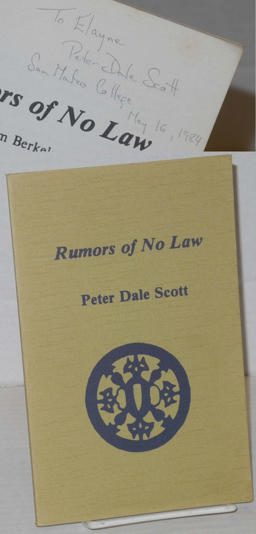 To Elayne
Peter Dale Scott
San Mateo College
May 16, 1984
rs of No Law
m Berkel
Rumors of No Law
Peter Dale Scott